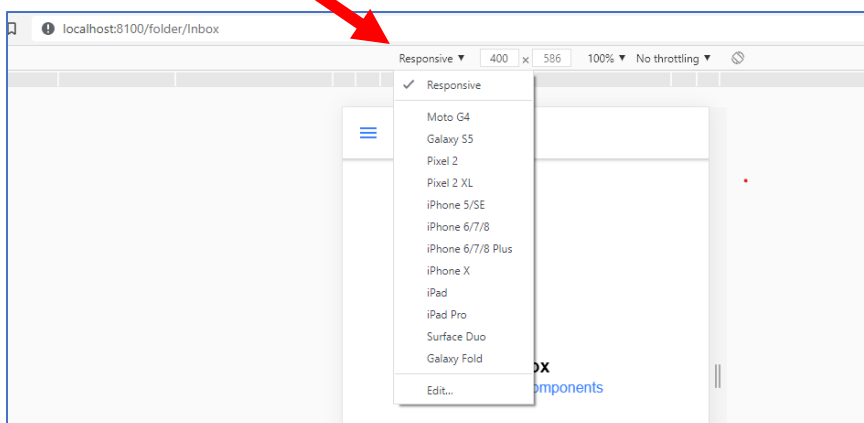 localhost:8100/folder/Inbox
Responsive ▼ 400 x 586 100% ▼ No throttling ▼
✓ Responsive
Moto G4
Galaxy S5
Pixel 2
Pixel 2 XL
iPhone 5/SE
iPhone 6/7/8
iPhone 6/7/8 Plus
iPhone X
iPad
iPad Pro
Surface Duo
Galaxy Fold
ox
Edit...
omponents